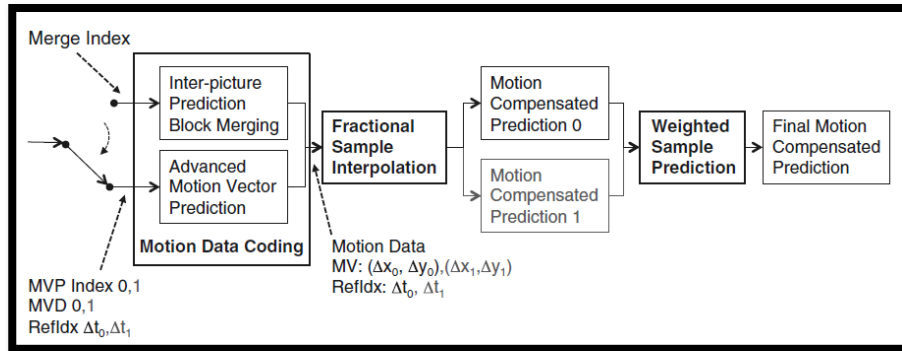 Merge Index
Inter-picture
Prediction
Block Merging
Advanced
Motion Vector
Prediction
Motion Data Coding
MVP Index 0,1
MVD 0,1
RefIdx Δt₀,Δt₁
Motion Data
MV: (Δx₀, Δy₀),(Δx₁,Δy₁)
RefIdx: Δt₀, Δt₁
Fractional
Sample
Interpolation
Motion
Compensated
Prediction 0
Motion
Compensated
Prediction 1
Weighted
Sample
Prediction
Final Motion
Compensated
Prediction